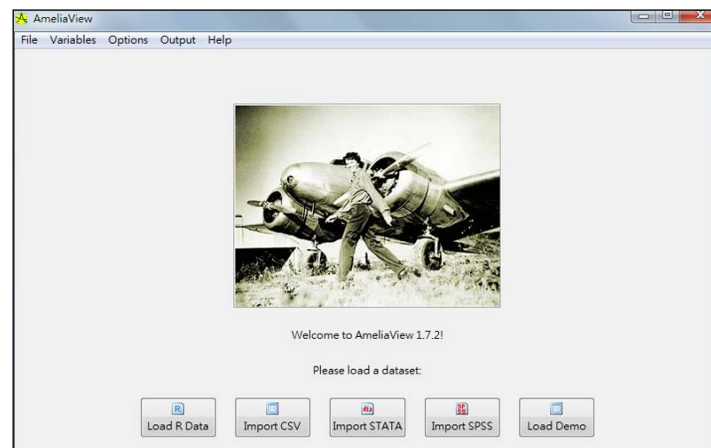 AmeliaView
File Variables Options Output Help
Welcome to AmeliaView 1.7.2!
Please load a dataset:
Load R Data Import CSV Import STATA Import SPSS Load Demo